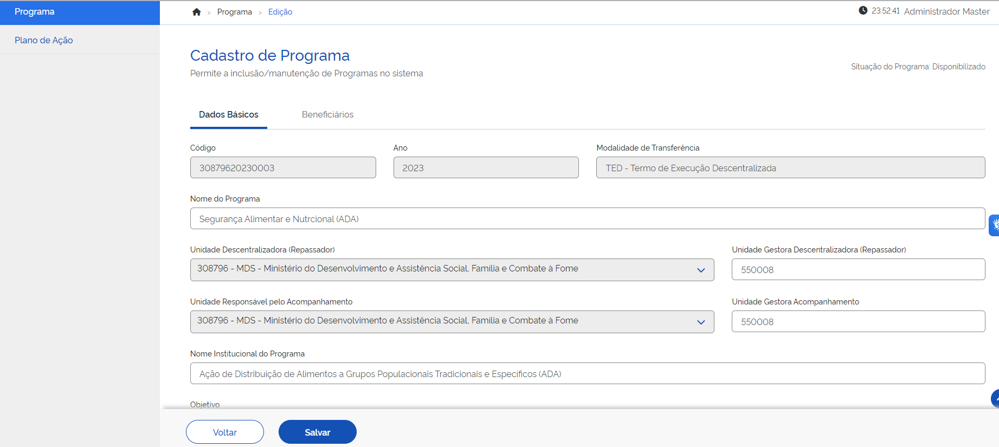 Programa
Plano de Ação
> Programa > Edição
23:52:41 Administrador Master
Cadastro de Programa
Permite a inclusão/manutenção de Programas no sistema
Situação do Programa: Disponibilizado
Dados Básicos
Beneficiários
Código
Ano
Modalidade de Transferência
30879620230003
2023
TED - Termo de Execução Descentralizada
Nome do Programa
Segurança Alimentar e Nutrcional (ADA)
Unidade Descentralizadora (Repassador)
Unidade Gestora Descentralizadora (Repassador)
308796 - MDS - Ministério do Desenvolvimento e Assistência Social, Família e Combate à Fome
550008
Unidade Responsável pelo Acompanhamento
Unidade Gestora Acompanhamento
308796 - MDS - Ministério do Desenvolvimento e Assistência Social, Família e Combate à Fome
550008
Nome Institucional do Programa
Ação de Distribuição de Alimentos a Grupos Populacionais Tradicionais e Específicos (ADA)
Objetivo
Voltar
Salvar